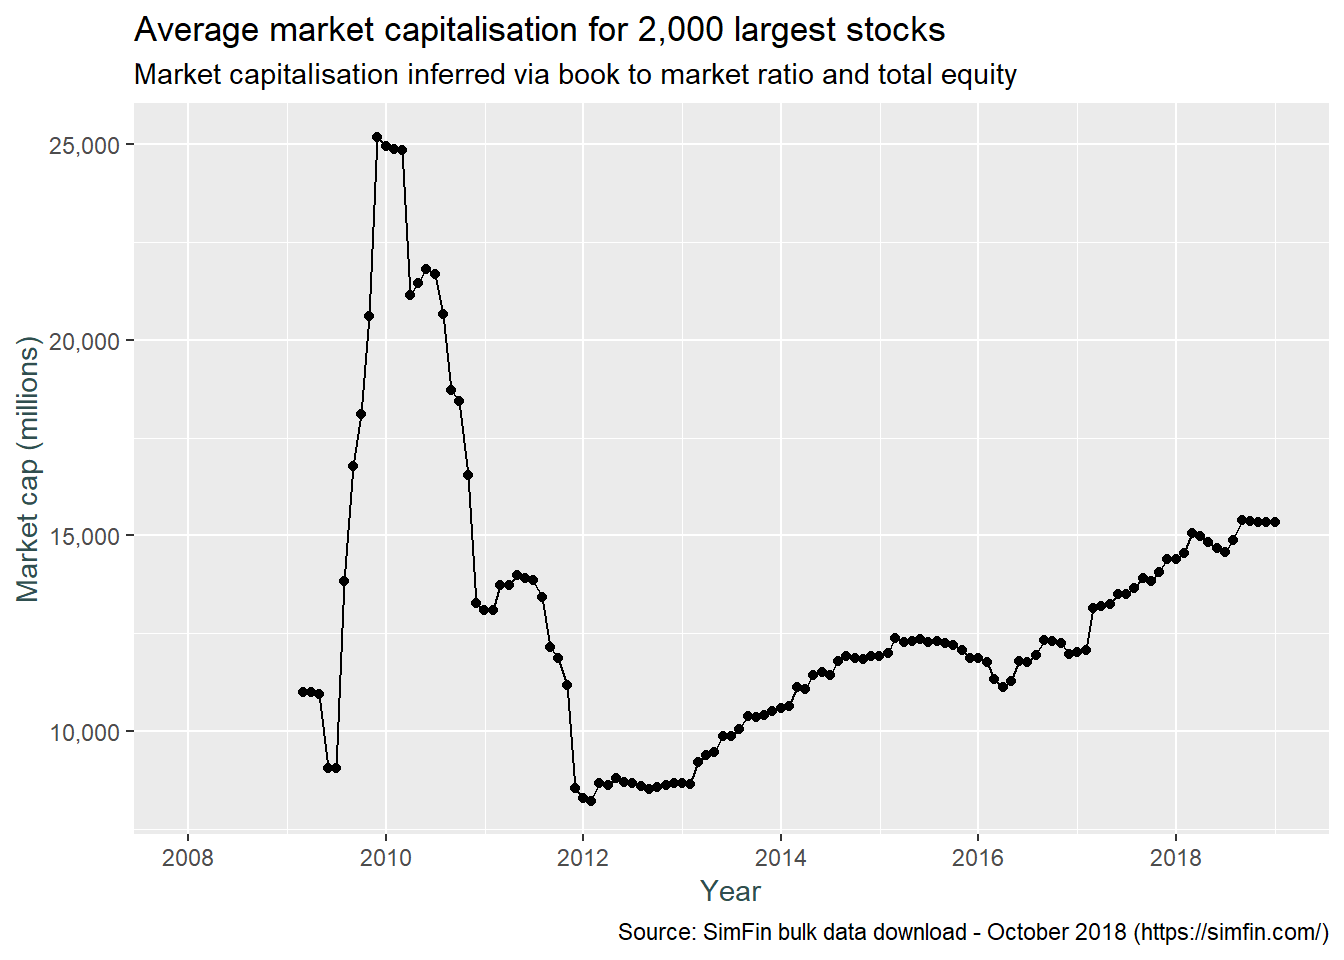 Average market capitalisation for 2,000 largest stocks
Market capitalisation inferred via book to market ratio and total equity
25,000
20,000
15,000
10,000
Market cap (millions)
2008
2010
2012
2014
2016
2018
Year
Source: SimFin bulk data download - October 2018 (https://simfin.com/)